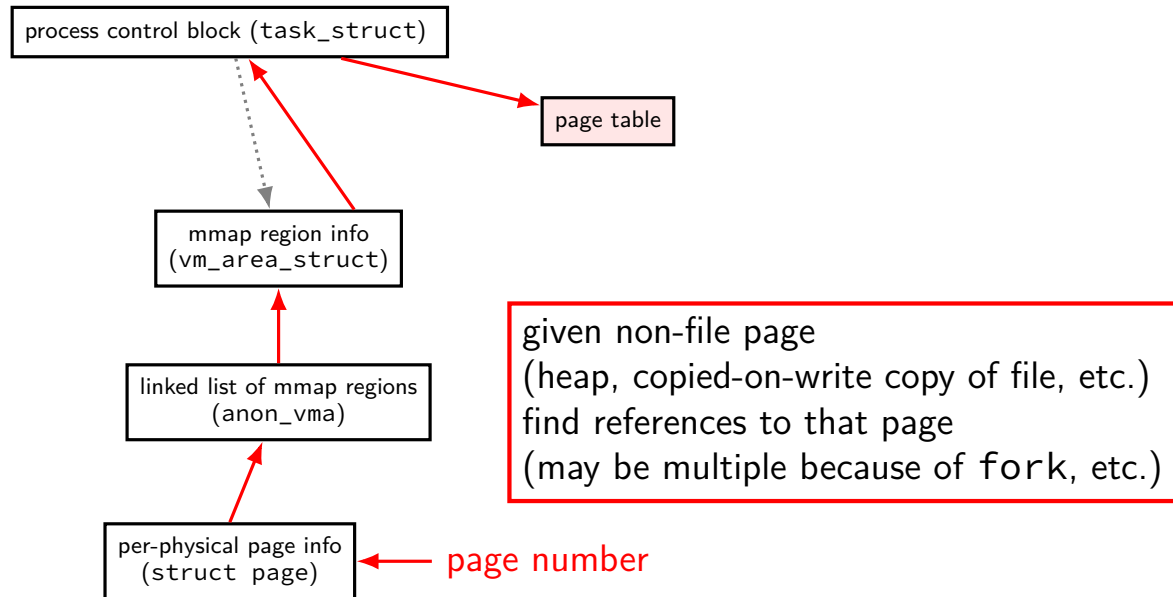 process control block (task_struct)
page table
mmap region info
(vm_area_struct)
linked list of mmap regions
(anon_vma)
given non-file page
(heap, copied-on-write copy of file, etc.)
find references to that page
(may be multiple because of fork, etc.)
per-physical page info
(struct page)
page number